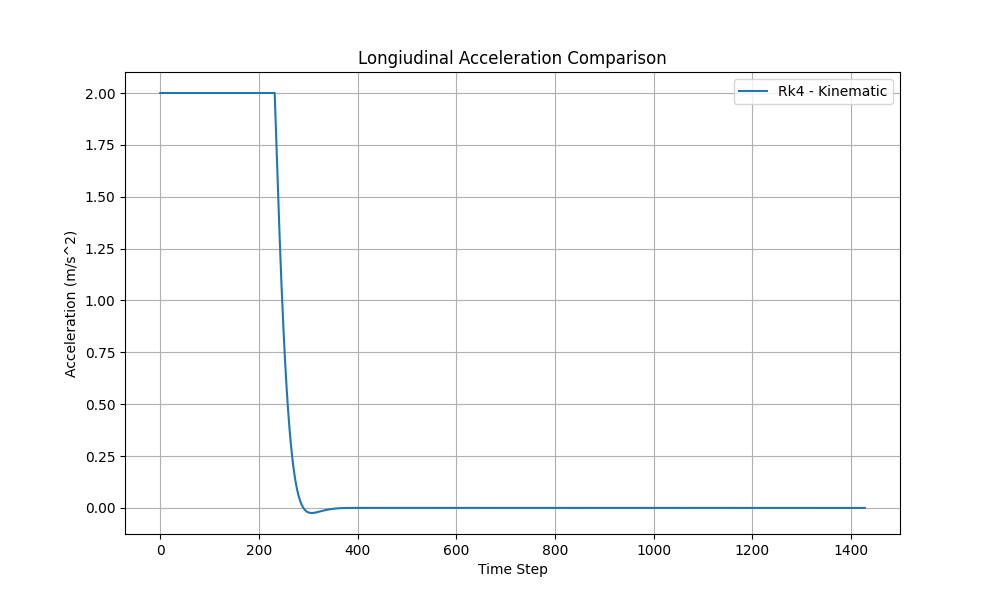 Longiudinal Acceleration Comparison
Rk4 - Kinematic
Acceleration (m/s^2)
2.00
1.75
1.50
1.25
1.00
0.75
0.50
0.25
0.00
0 200 400 600 800 1000 1200 1400
Time Step